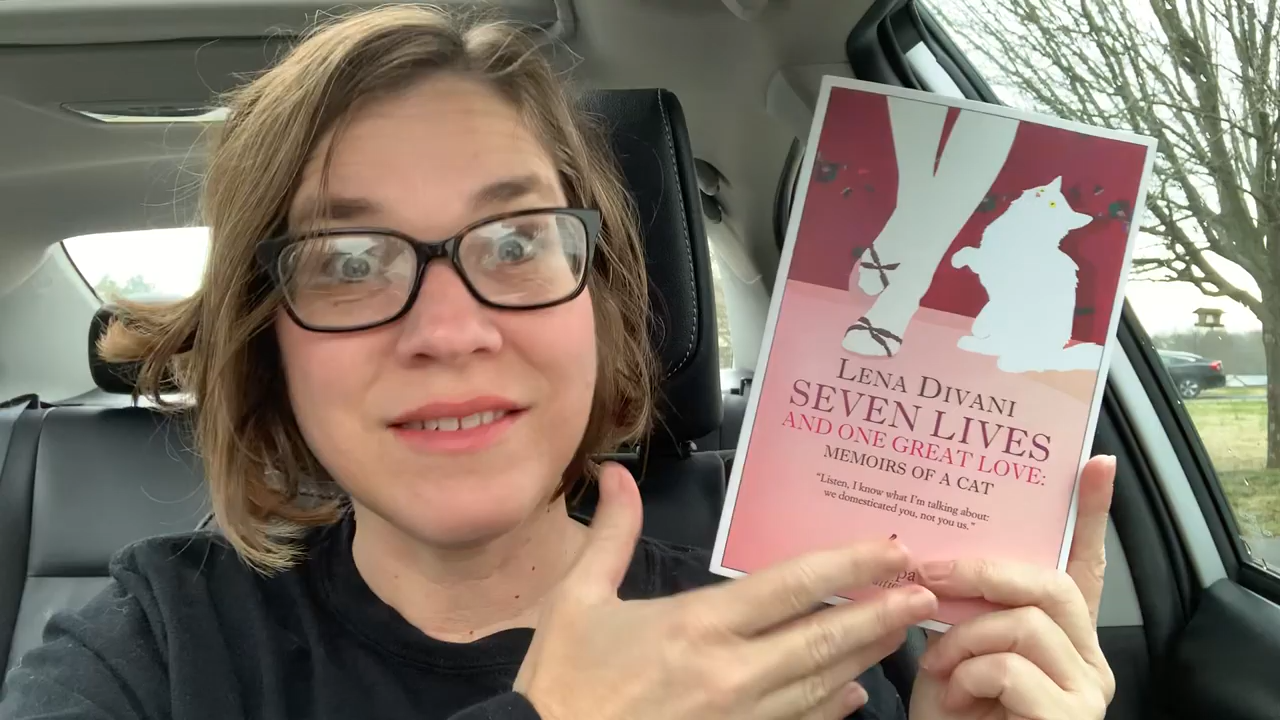 LENA DIVANI
SEVEN LIVES
AND ONE GREAT LOVE:
MEMOIRS OF A CAT
"Listen, I know what I'm talking about:
we domesticated you, not you us."